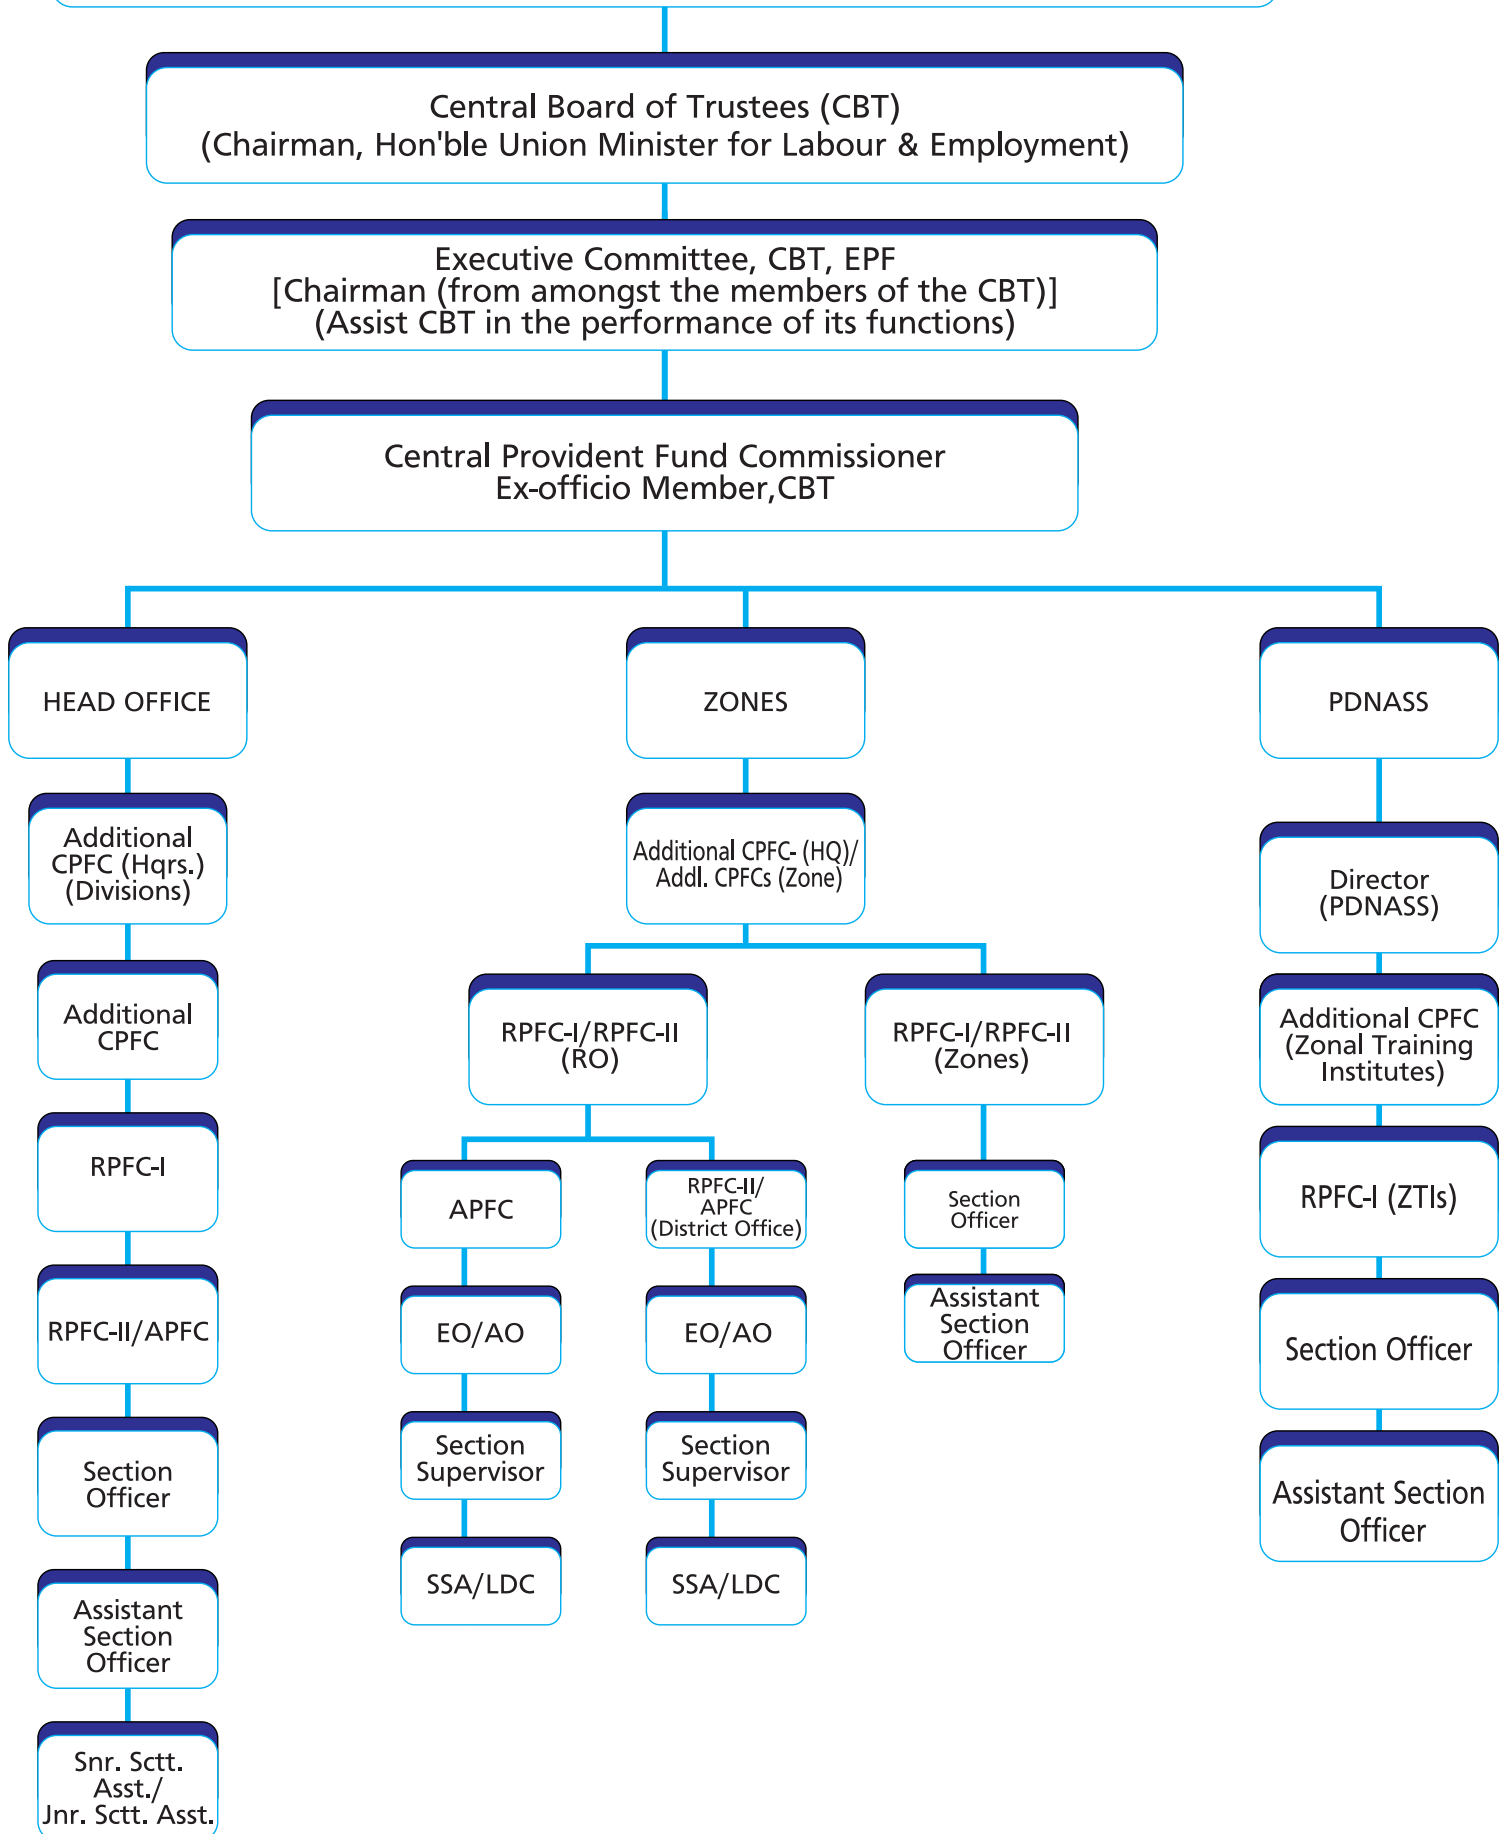 Central Board of Trustees (CBT)
(Chairman, Hon'ble Union Minister for Labour & Employment)
Executive Committee, CBT, EPF
[Chairman (from amongst the members of the CBT)]
(Assist CBT in the performance of its functions)
Central Provident Fund Commissioner
Ex-officio Member,CBT
HEAD OFFICE
Additional
CPFC (Hqrs.)
(Divisions)
Additional
CPFC
RPFC-I
RPFC-II/APFC
Section
Officer
Assistant
Section
Officer
Snr. Sctt.
Asst./
Jnr. Sctt. Asst.
ZONES
Additional CPFC- (HQ)/
Addl. CPFCs (Zone)
RPFC-I/RPFC-II
(RO)
APFC
EO/AO
Section
Supervisor
SSA/LDC
RPFC-II/
APFC
(District Office)
EO/AO
Section
Supervisor
SSA/LDC
RPFC-I/RPFC-II
(Zones)
Section
Officer
Assistant
Section
Officer
PDNASS
Director
(PDNASS)
Additional CPFC
(Zonal Training
Institutes)
RPFC-I (ZTIs)
Section Officer
Assistant Section
Officer